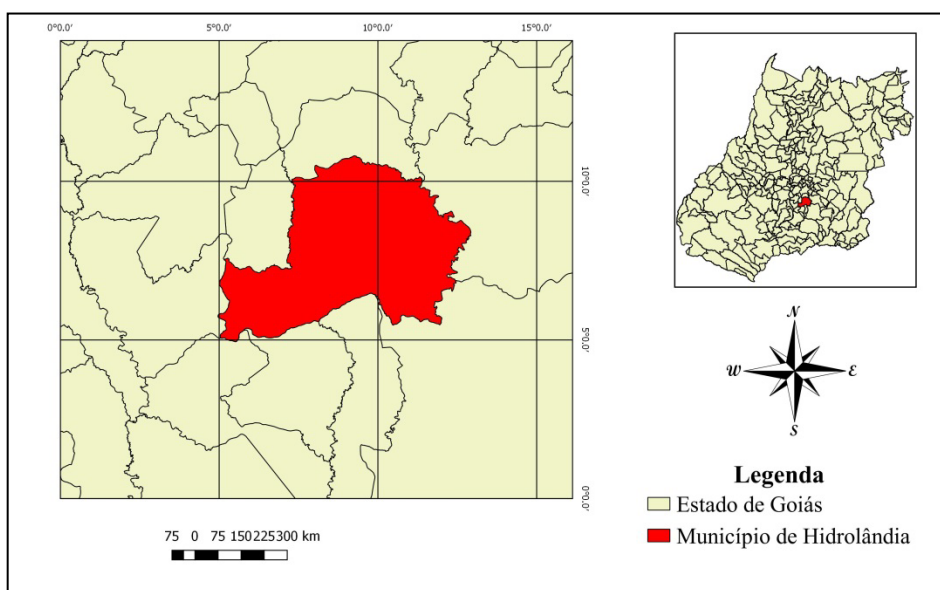 0°0.0'
5°0.0'
10°0.0'
15°0.0'
10°0.0'
5°0.0'
0°0.0'
N
W
E
S
Legenda
Estado de Goiás
Município de Hidrolândia
75 0 75 150225300 km